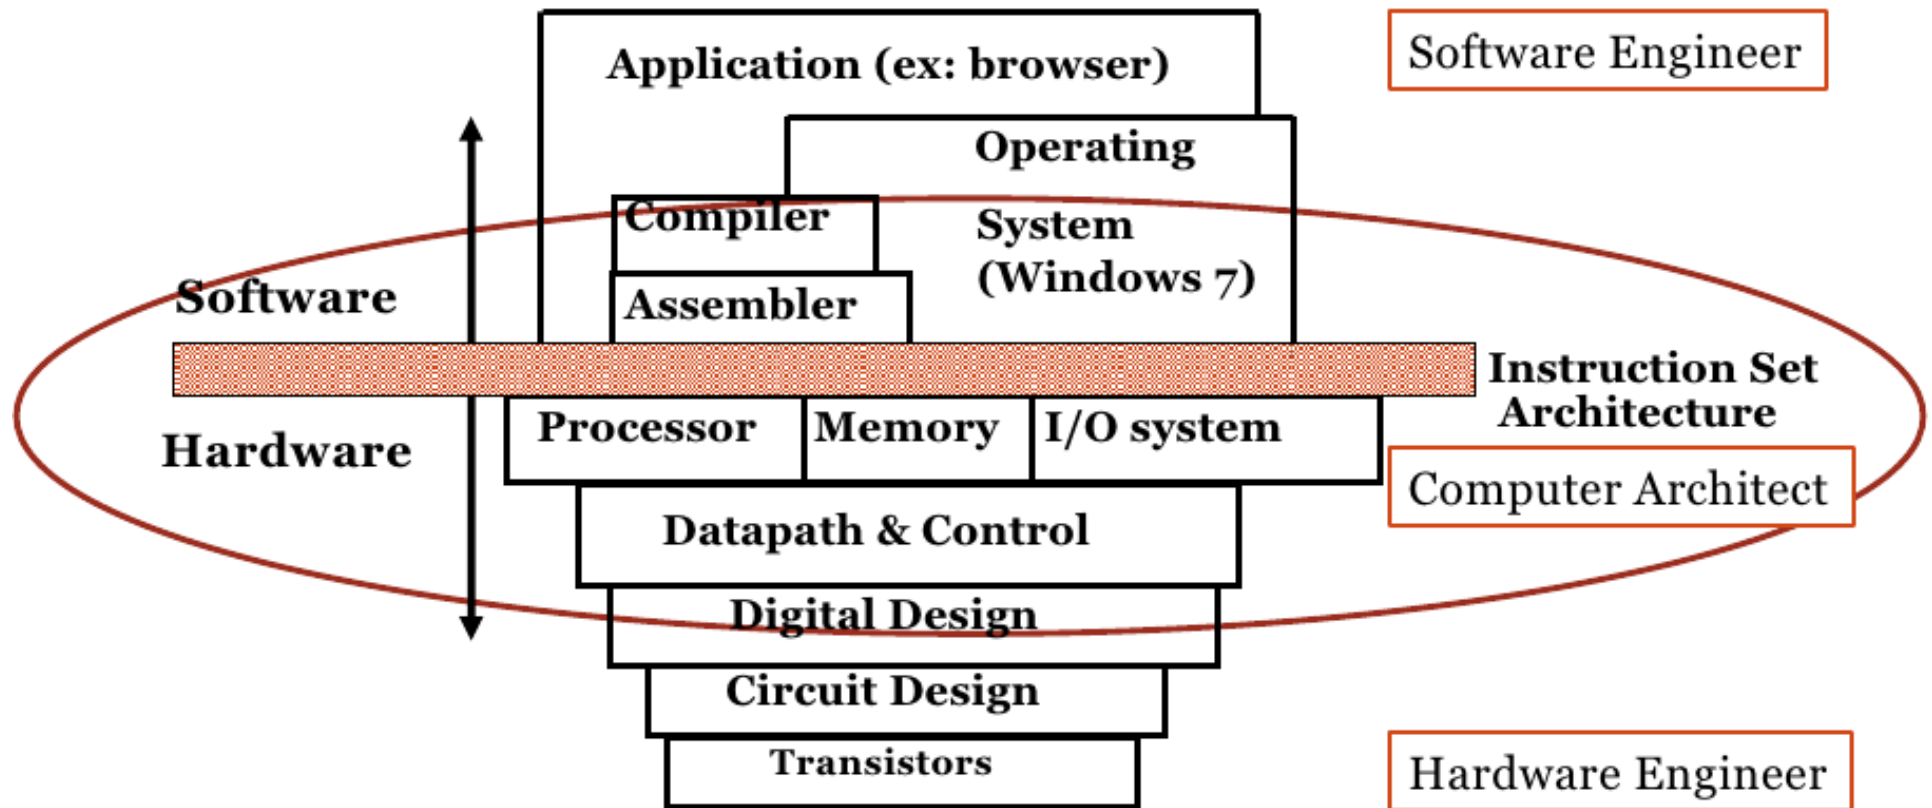 Application (ex: browser)
Software Engineer
Operating
System
(Windows 7)
Compiler
Assembler
Software
Instruction Set
Architecture
Hardware
Processor
Memory
I/O system
Computer Architect
Datapath & Control
Digital Design
Circuit Design
Transistors
Hardware Engineer